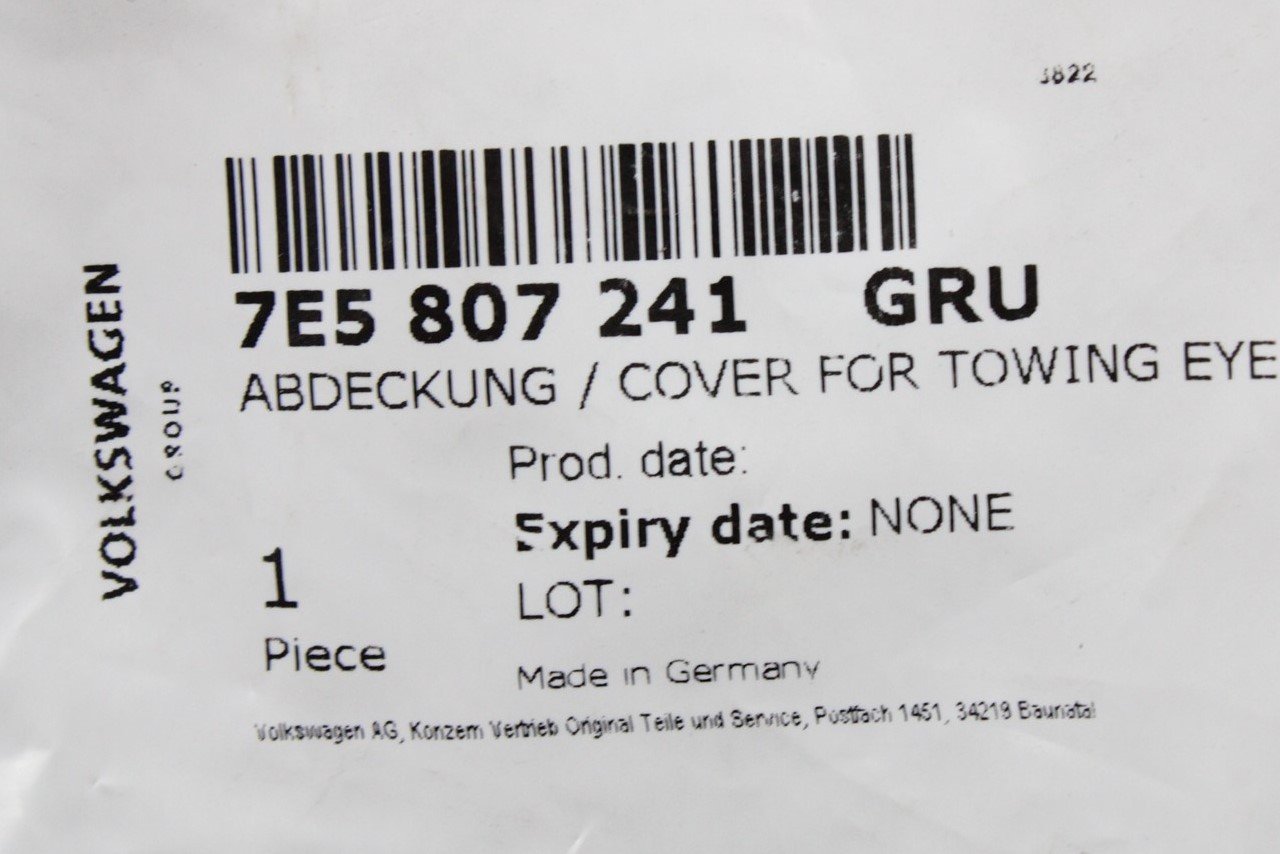 3822
7E5 807 241 GRU
ABDECKUNG / COVER FOR TOWING EYE
Prod. date:
Expiry date: NONE
LOT:
1
Piece
Made in Germany
Volkswagen AG, Konzern Vertrieb Original Teile und Service, Postfach 1451, 34219 Baunatal
VOLKSWAGEN
GROUP